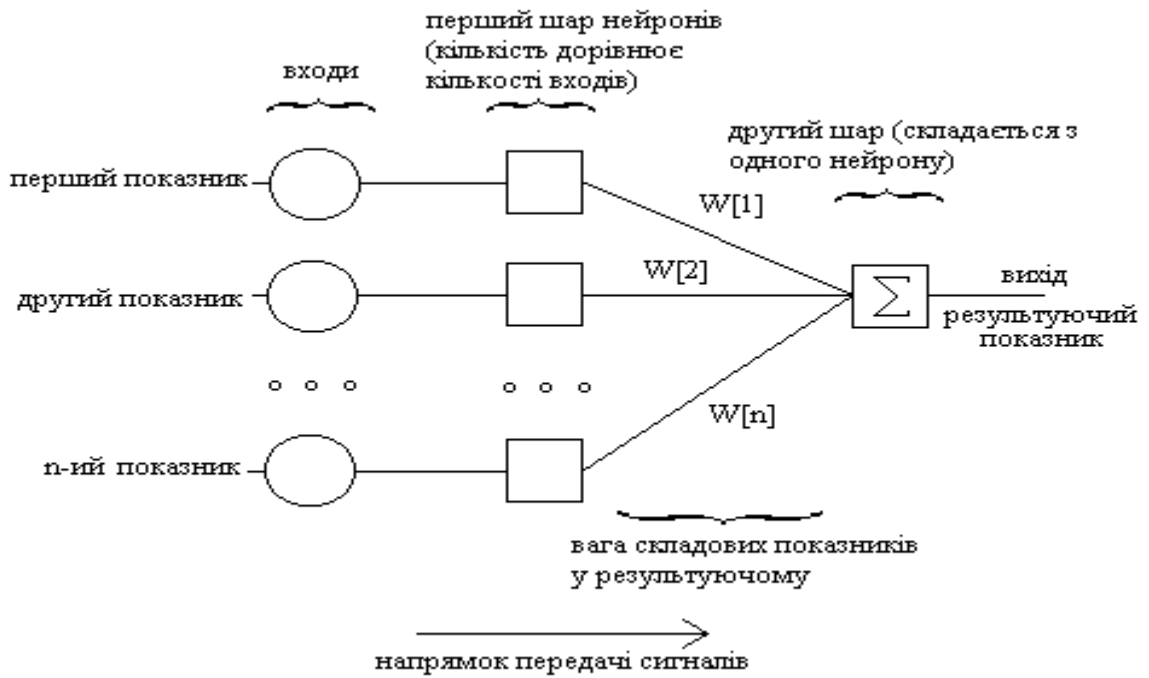 перший шар нейронів
(кількість дорівнює
кількості входів)
входи
другий шар (складається з
одного нейрону)
перший показник
W[1]
W[2]
другий показник
Σ
вихід
результуючий
показник
W[n]
n-ий показник
вага складових показників
у результуючому
напрямок передачі сигналів